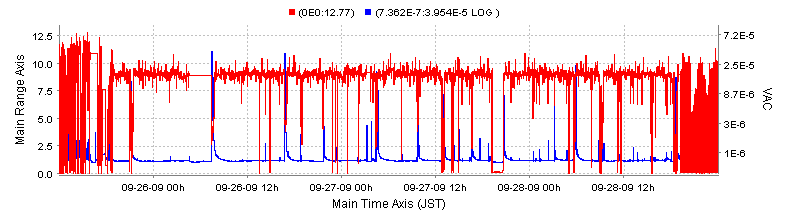 (0E0:12.77) (7.362E-7:3.954E-5 LOG )
12.5
10.0
7.5
5.0
2.5
0.0
Main Range Axis
7.2E-5
2.5E-5
8.7E-6
3E-6
1E-6
VAC
09-26-09 00h 09-26-09 12h 09-27-09 00h 09-27-09 12h 09-28-09 00h 09-28-09 12h
Main Time Axis (JST)